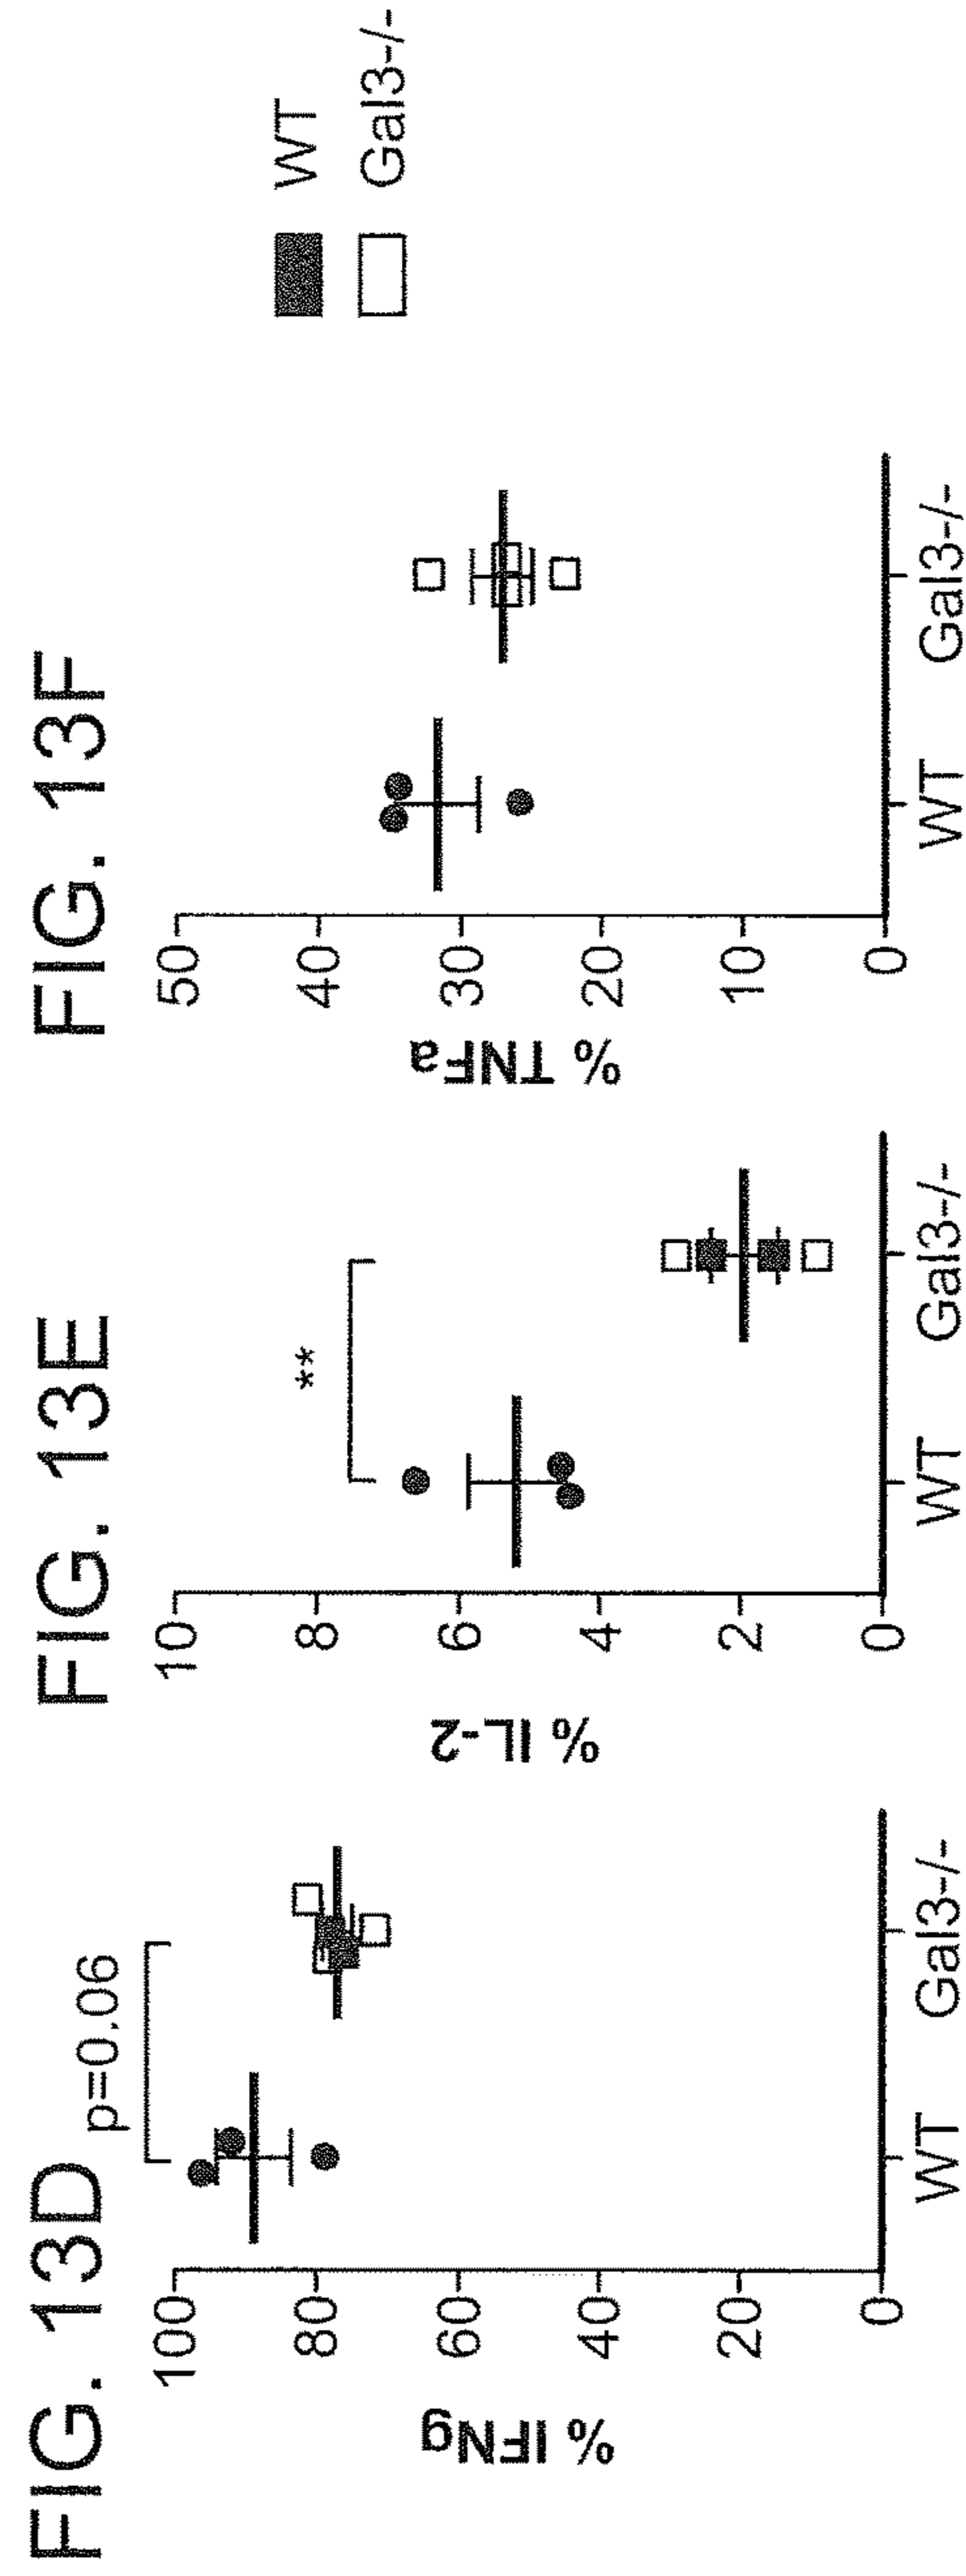 FIG. 13D
p=0.06
% IFNg
100
80
60
40
20
0
WT
Gal3-/-
FIG. 13E
**
% IL-2
10
8
6
4
2
0
WT
Gal3-/-
FIG. 13F
% TNFa
50
40
30
20
10
0
WT
Gal3-/-
WT
Gal3-/-